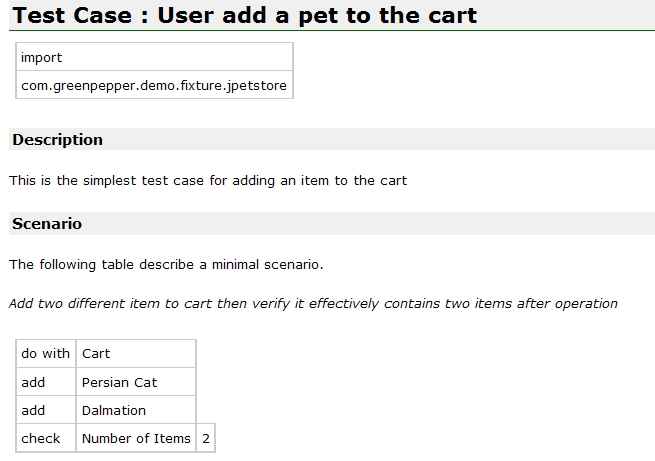 Test Case : User add a pet to the cart
import
com.greenpepper.demo.fixture.jpetstore
Description
This is the simplest test case for adding an item to the cart
Scenario
The following table describe a minimal scenario.
Add two different item to cart then verify it effectively contains two items after operation
do with Cart
add Persian Cat
add Dalmation
check Number of Items 2